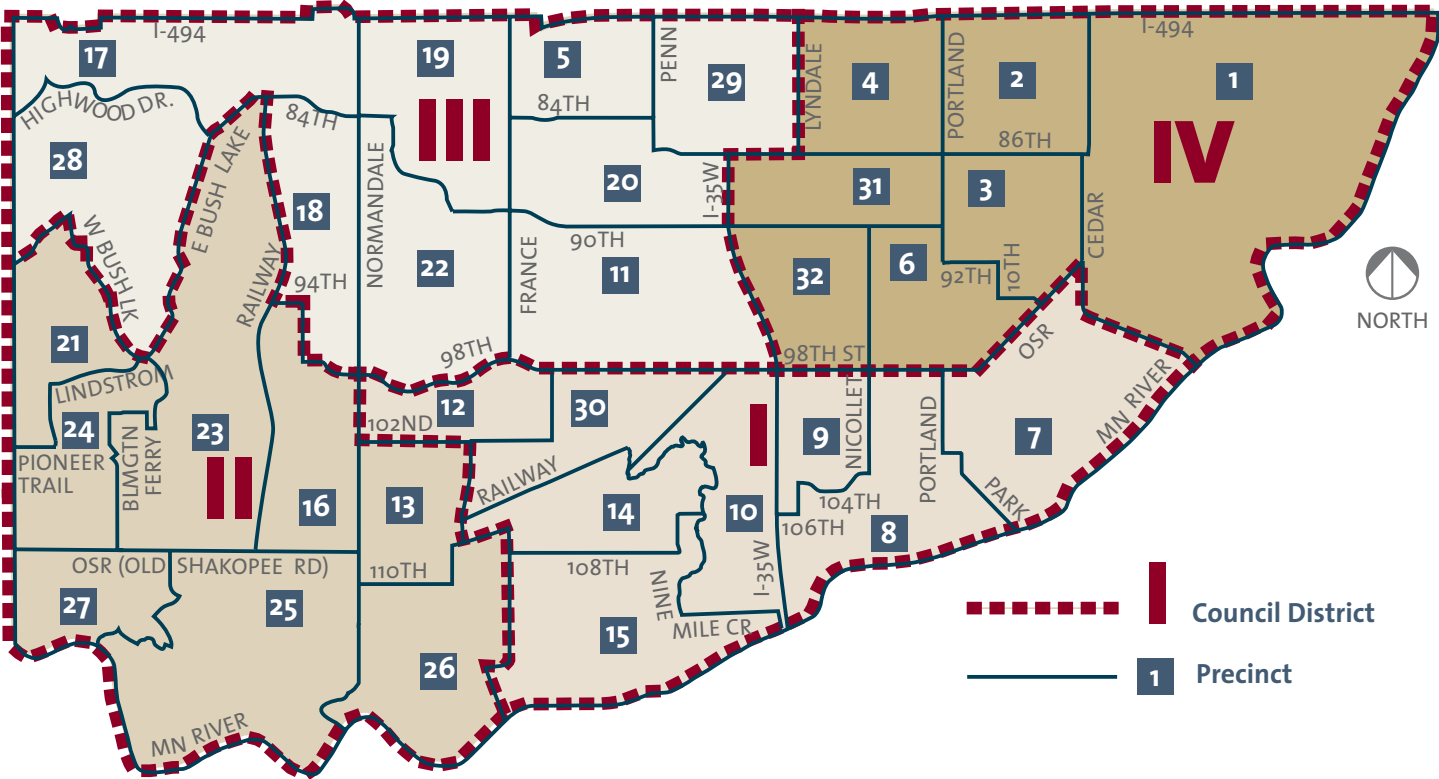 I-494
I-494
17
19
5
PENN
29
LYNDALE
4
PORTLAND
2
1
HIGHWOOD DR.
84TH
84TH
86TH
III
IV
28
E BUSH LAKE
18
NORMANDALE
20
I-35W
31
3
CEDAR
W BUSH LK
RAILWAY
94TH
22
FRANCE
90TH
11
32
6
92TH
10TH
NORTH
21
98TH
98TH ST
OSR
LINDSTROM
MN RIVER
24
BLMGTN
FERRY
23
102ND
12
30
I
9
NICOLLET
PORTLAND
7
PIONEER
TRAIL
II
16
13
RAILWAY
14
10
104TH
106TH
8
PARK
OSR (OLD SHAKOPEE RD)
110TH
108TH
NINE
MILE CR.
I-35W
27
25
15
26
MN RIVER
I Council District
1 Precinct